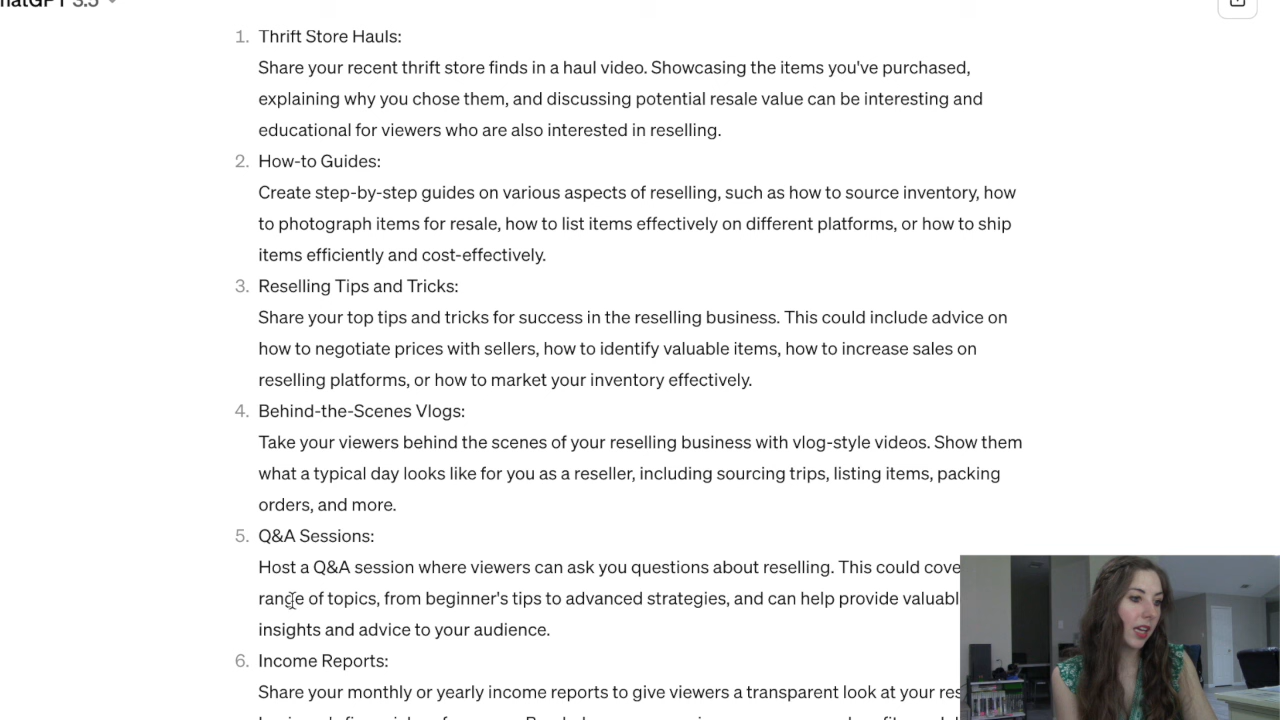 ChatGPT 3.5
1. Thrift Store Hauls:
Share your recent thrift store finds in a haul video. Showcasing the items you've purchased,
explaining why you chose them, and discussing potential resale value can be interesting and
educational for viewers who are also interested in reselling.
2. How-to Guides:
Create step-by-step guides on various aspects of reselling, such as how to source inventory, how
to photograph items for resale, how to list items effectively on different platforms, or how to ship
items efficiently and cost-effectively.
3. Reselling Tips and Tricks:
Share your top tips and tricks for success in the reselling business. This could include advice on
how to negotiate prices with sellers, how to identify valuable items, how to increase sales on
reselling platforms, or how to market your inventory effectively.
4. Behind-the-Scenes Vlogs:
Take your viewers behind the scenes of your reselling business with vlog-style videos. Show them
what a typical day looks like for you as a reseller, including sourcing trips, listing items, packing
orders, and more.
5. Q&A Sessions:
Host a Q&A session where viewers can ask you questions about reselling. This could cove
range of topics, from beginner's tips to advanced strategies, and can help provide valuabl
insights and advice to your audience.
6. Income Reports:
Share your monthly or yearly income reports to give viewers a transparent look at your res